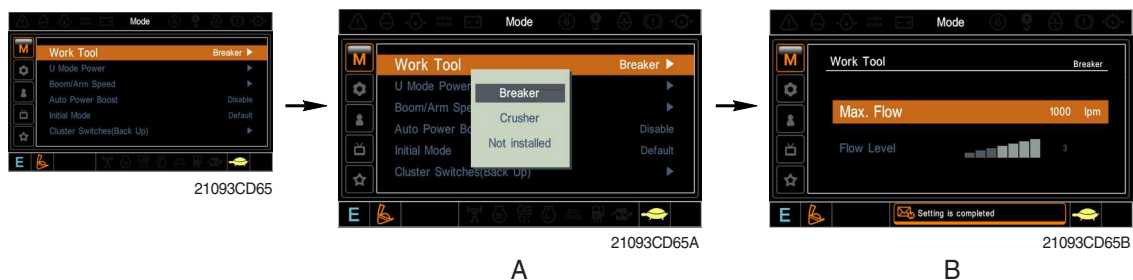 Mode
M
Work Tool Breaker ▶
U Mode Power ▶
Boom/Arm Speed ▶
Auto Power Boost Disable
Initial Mode Default
Cluster Switches(Back Up) ▶
E
21093CD65
Mode
M
Work Tool Breaker ▶
U Mode Power ▶
Boom/Arm Spe ▶
Auto Power Bo Disable
Initial Mode Default
Cluster Switches(Back Up) ▶
Breaker
Crusher
Not installed
E
21093CD65A
A
Mode
M
Work Tool Breaker
Max. Flow 1000 lpm
Flow Level 3
Setting is completed
E
21093CD65B
B